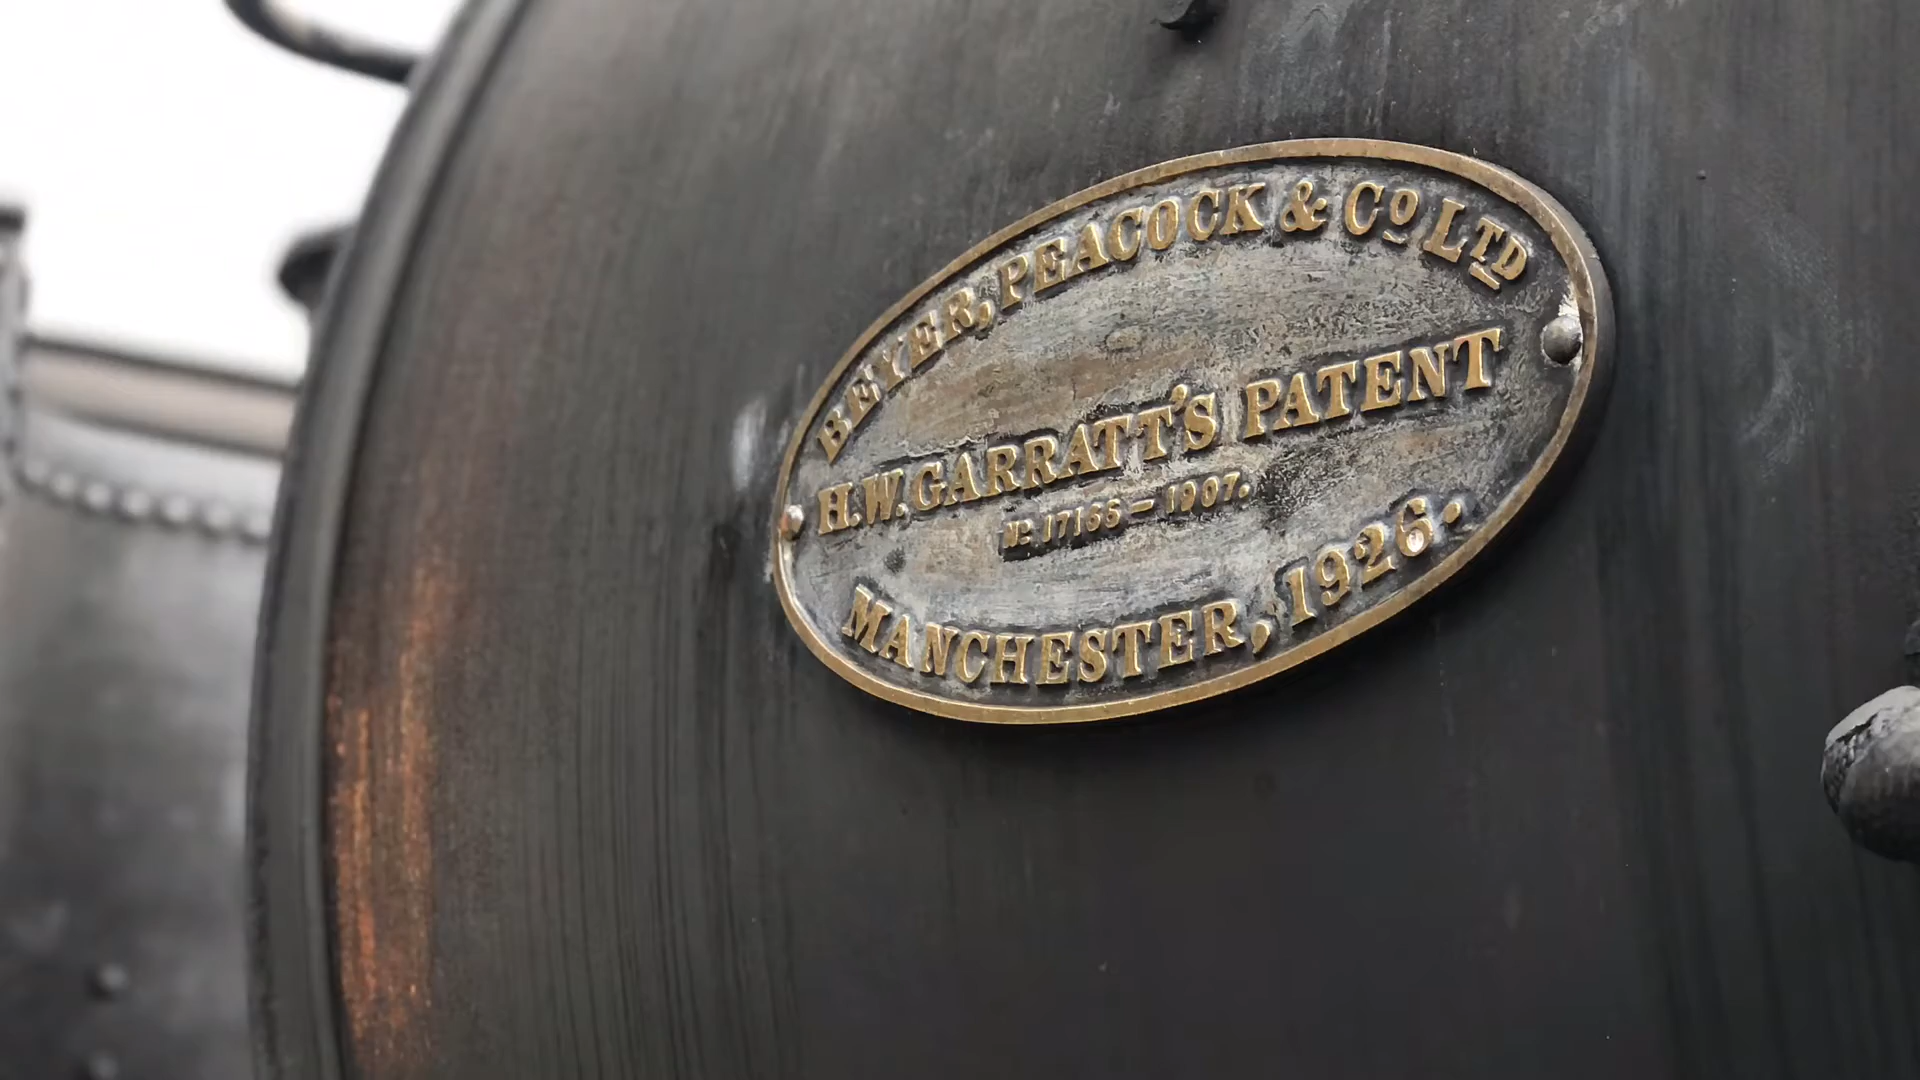 BEYER, PEACOCK & Co LTD
H.W. GARRATT'S PATENT
No 17165 – 1907.
MANCHESTER, 1926.